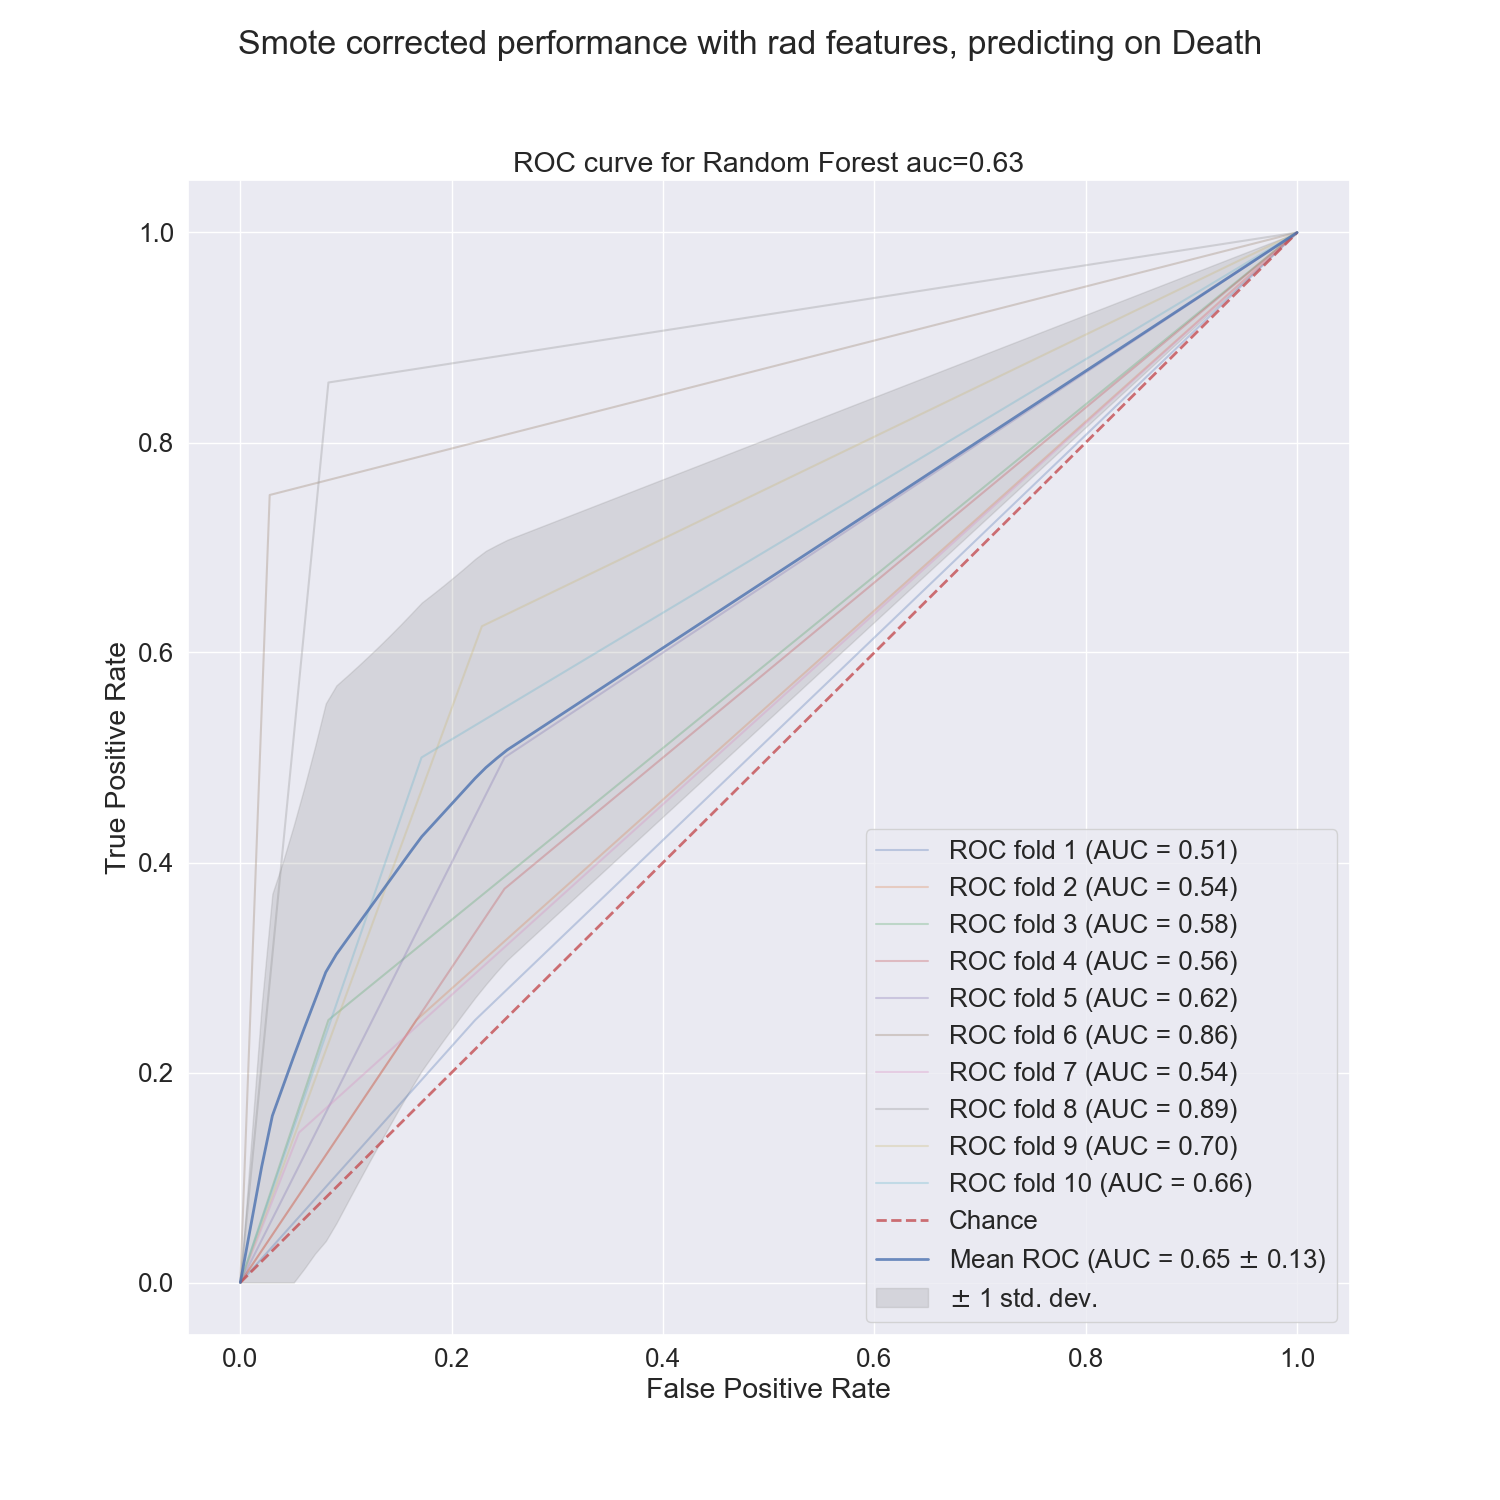 Smote corrected performance with rad features, predicting on Death
ROC curve for Random Forest auc=0.63
1.0
0.8
0.6
0.4
0.2
0.0
True Positive Rate
ROC fold 1 (AUC = 0.51)
ROC fold 2 (AUC = 0.54)
ROC fold 3 (AUC = 0.58)
ROC fold 4 (AUC = 0.56)
ROC fold 5 (AUC = 0.62)
ROC fold 6 (AUC = 0.86)
ROC fold 7 (AUC = 0.54)
ROC fold 8 (AUC = 0.89)
ROC fold 9 (AUC = 0.70)
ROC fold 10 (AUC = 0.66)
Chance
Mean ROC (AUC = 0.65 ± 0.13)
± 1 std. dev.
0.0 0.2 0.4 0.6 0.8 1.0
False Positive Rate